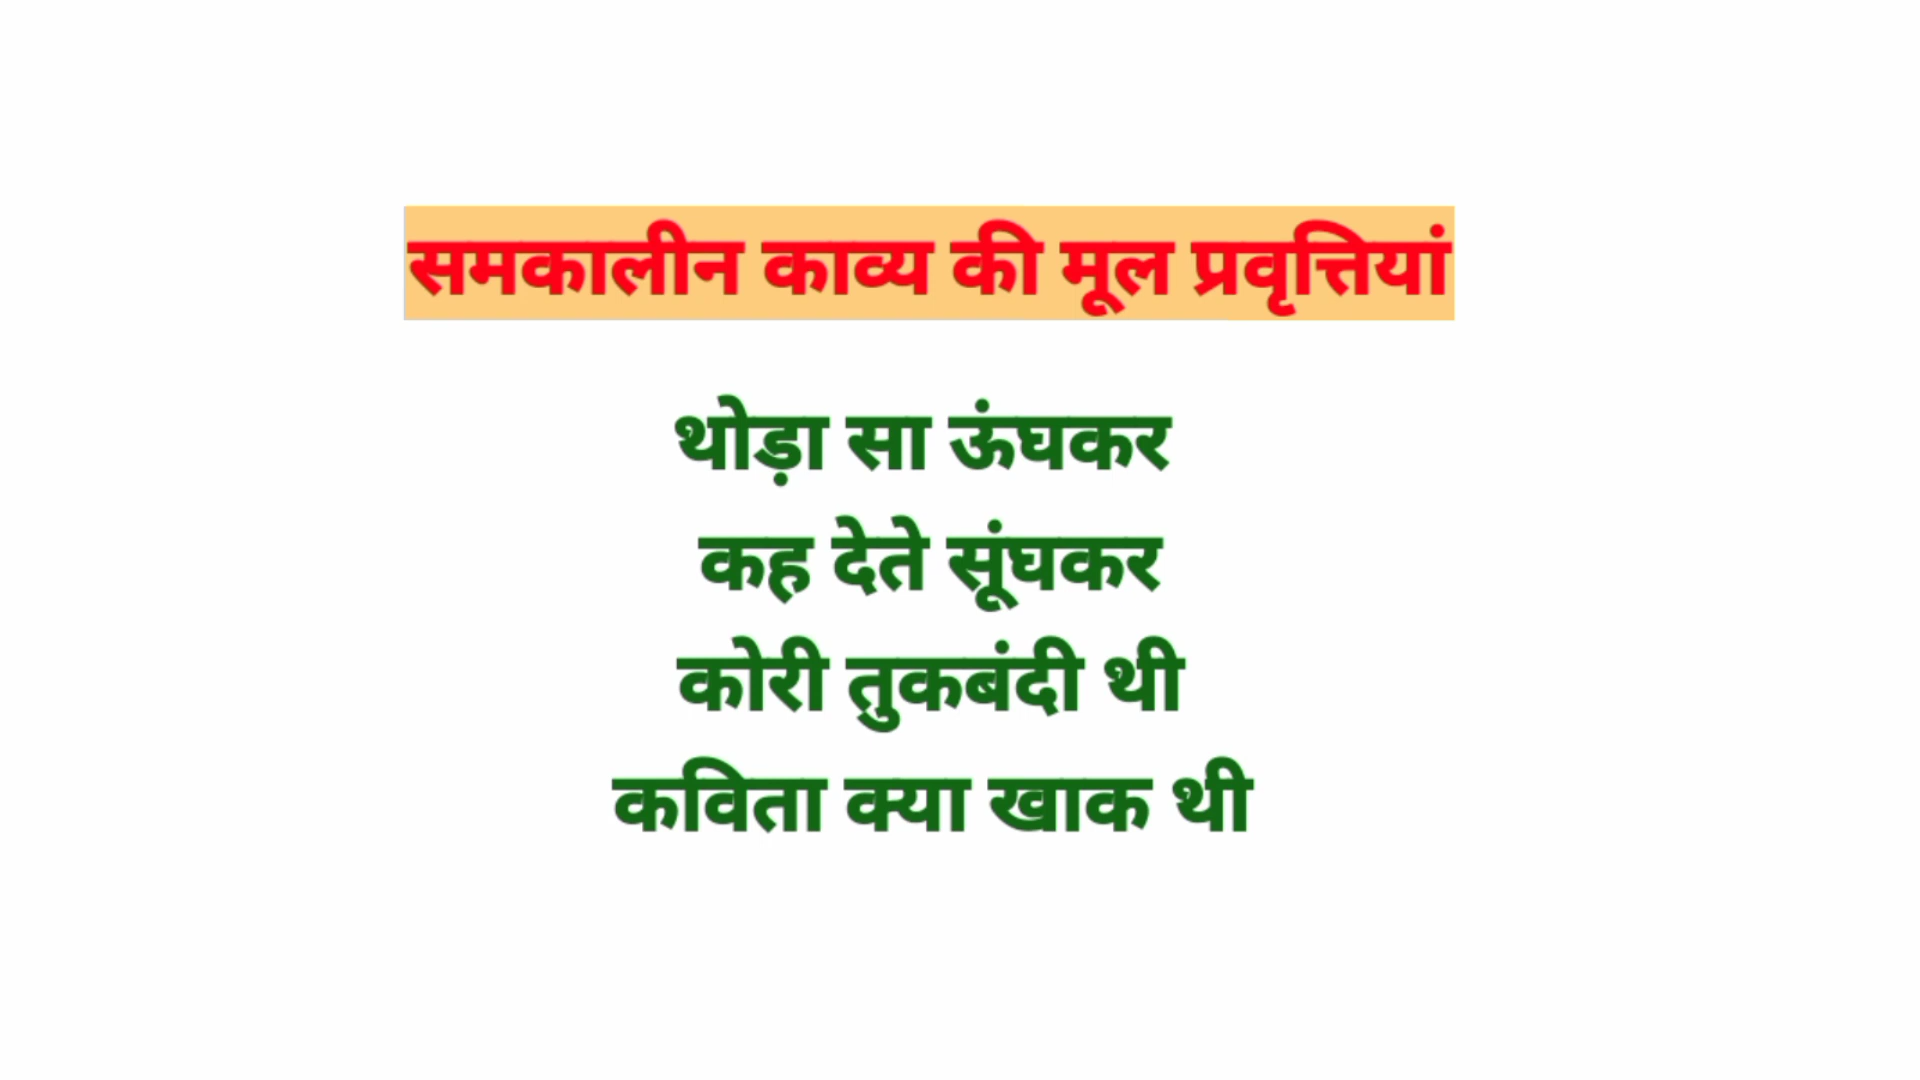 समकालीन काव्य की मूल प्रवृत्तियां
थोड़ा सा ऊंघकर
कह देते सूंघकर
कोरी तुकबंदी थी
कविता क्या खाक थी